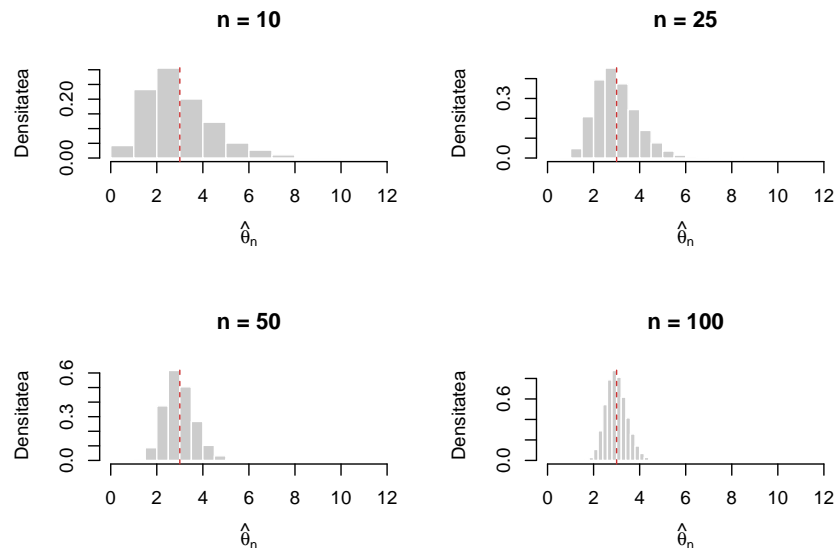 n = 10
Densitatea
0.00
0.20
0 2 4 6 8 10 12
θ̂n
n = 25
Densitatea
0.0
0.3
0 2 4 6 8 10 12
θ̂n
n = 50
Densitatea
0.0
0.3
0.6
0 2 4 6 8 10 12
θ̂n
n = 100
Densitatea
0.0
0.6
0 2 4 6 8 10 12
θ̂n